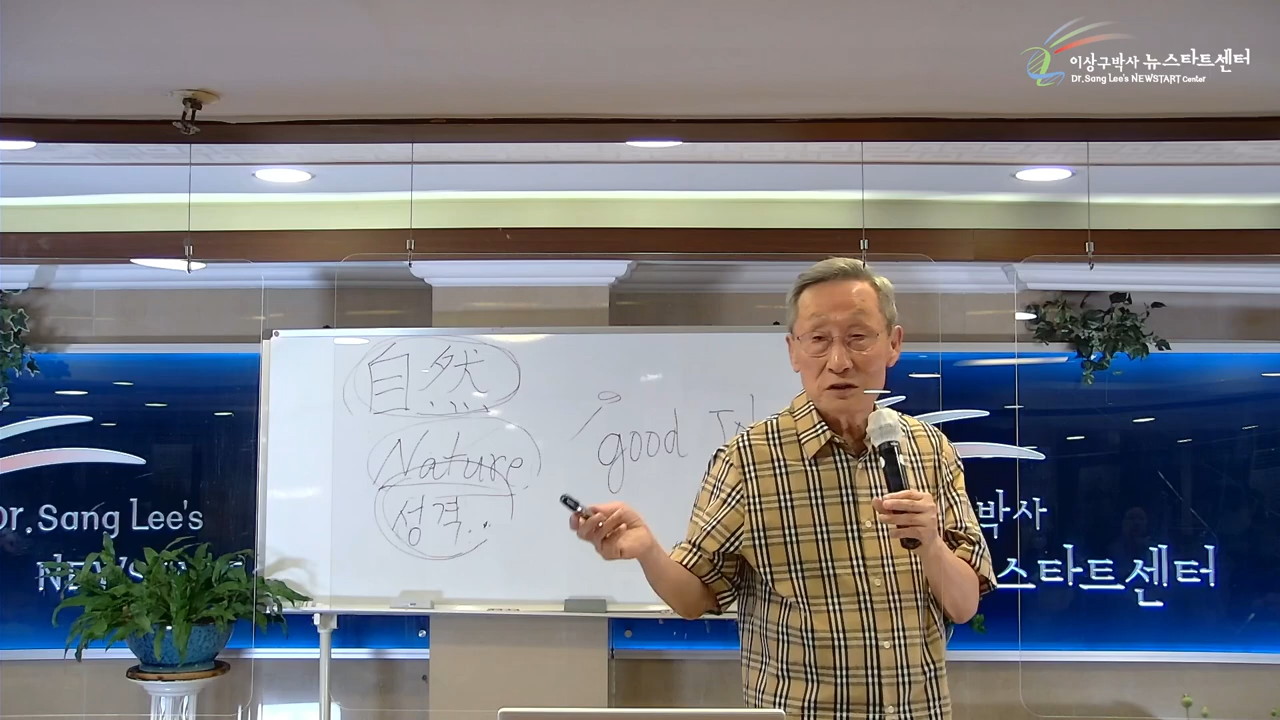 이상구박사 뉴스타트센터
Dr. Sang Lee's NEWSTART Center
自然
Nature
성격...
good
Dr. Sang Lee's
박사
스타트센터